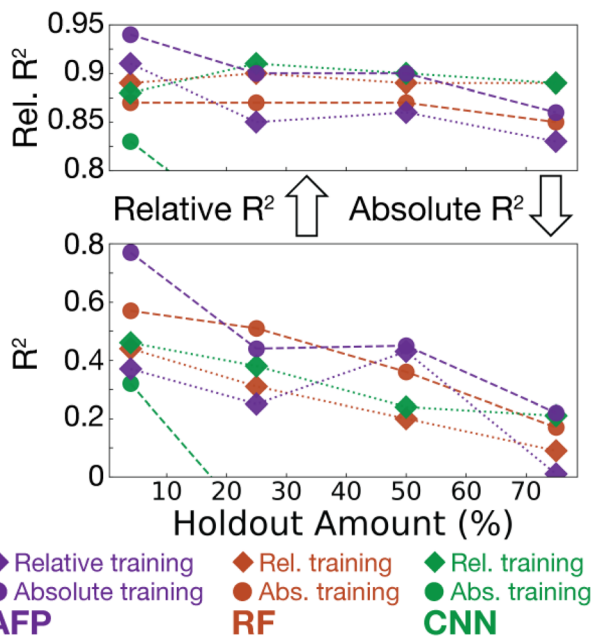 0.95
0.9
0.85
0.8
Rel. R²
Relative R² Absolute R²
0.8
0.6
0.4
0.2
0
R²
10 20 30 40 50 60 70
Holdout Amount (%)
Relative training Rel. training Rel. training
Absolute training Abs. training Abs. training
AFP RF CNN